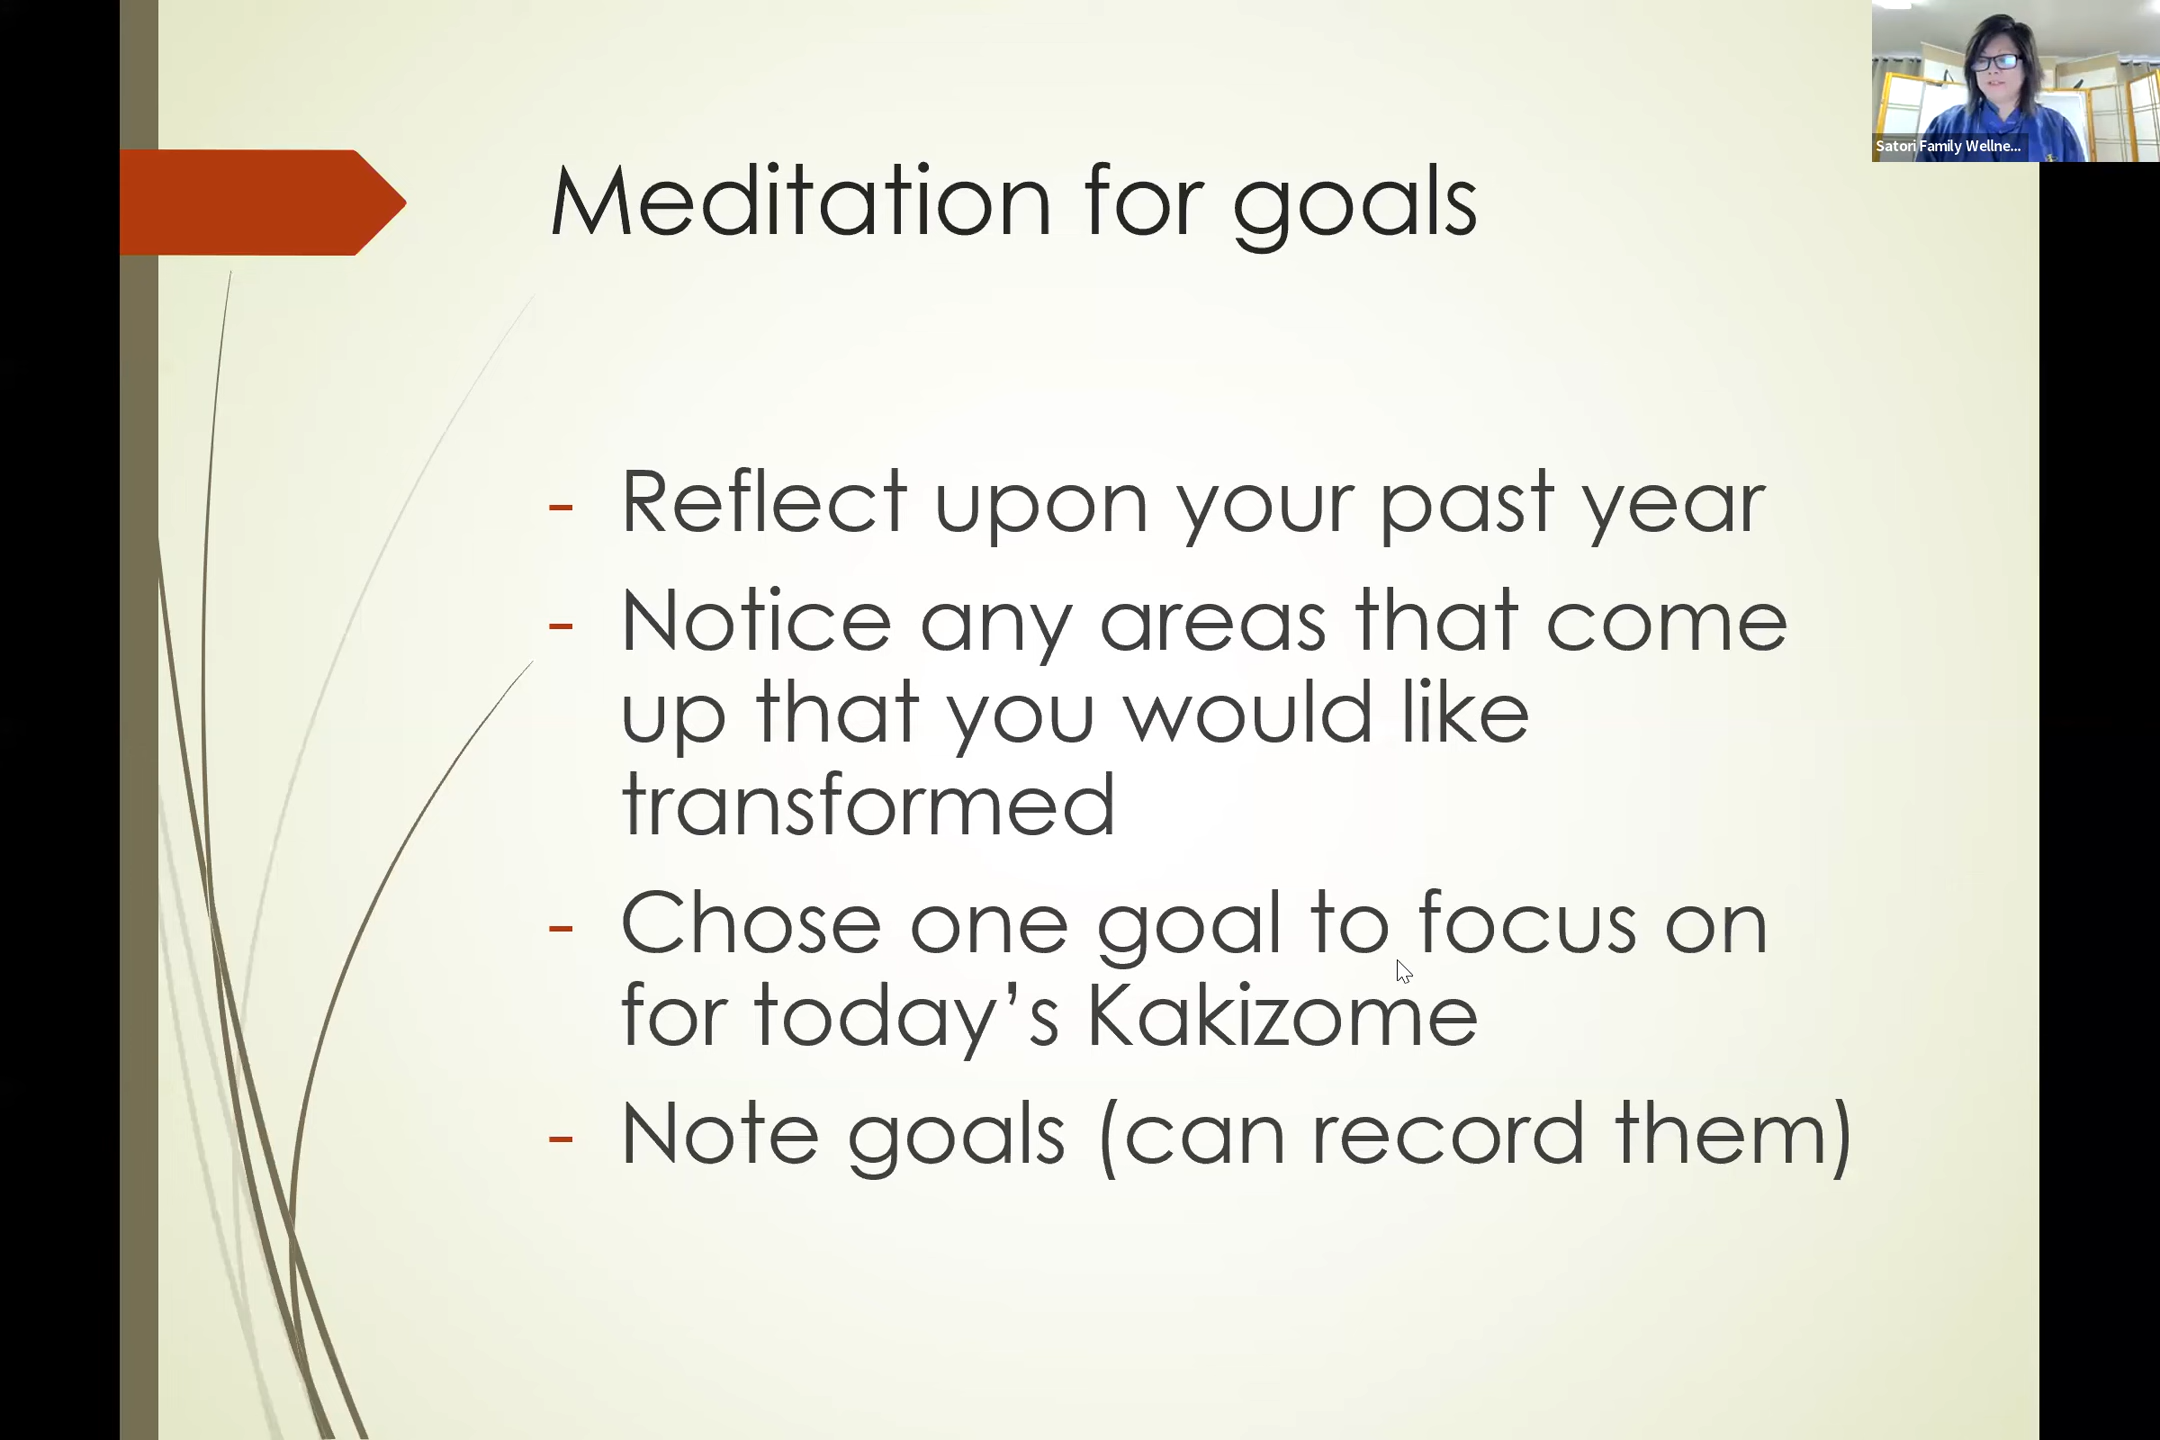 Satori Family Wellne...
Meditation for goals
- Reflect upon your past year
- Notice any areas that come
up that you would like
transformed
- Chose one goal to focus on
for today’s Kakizome
- Note goals (can record them)